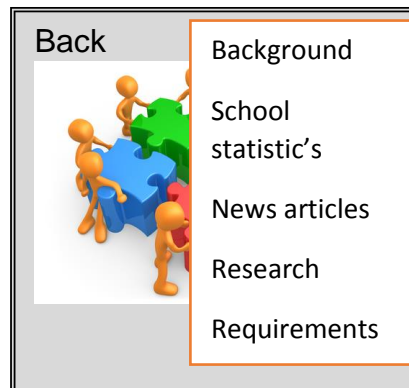 Back
Background
School
statistic's
News articles
Research
Requirements